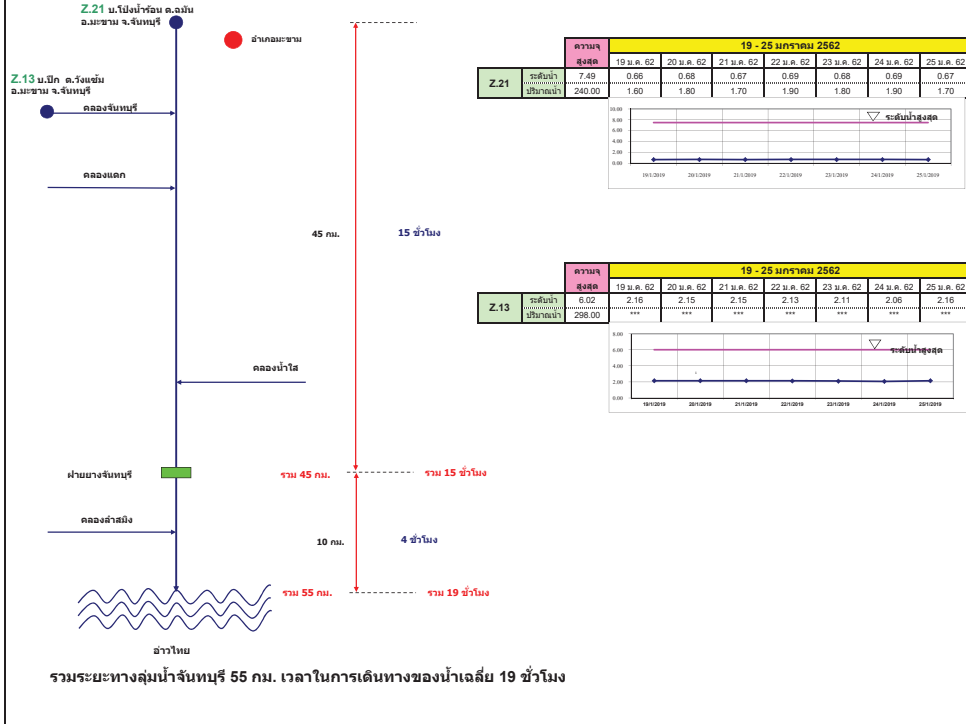 Z.21 บ.โป่งน้ำร้อน ต.ฉมัน
อ.มะขาม จ.จันทบุรี
อำเภอมะขาม
Z.13 บ.ปึก ต.วังแซ้ม
อ.มะขาม จ.จันทบุรี
คลองจันทบุรี
คลองแตก
45 กม.
15 ชั่วโมง
คลองน้ำใส
ฝายยางจันทบุรี
รวม 45 กม.
รวม 15 ชั่วโมง
คลองลำสมิง
10 กม.
4 ชั่วโมง
รวม 55 กม.
รวม 19 ชั่วโมง
อ่าวไทย
รวมระยะทางลุ่มน้ำจันทบุรี 55 กม. เวลาในการเดินทางของน้ำเฉลี่ย 19 ชั่วโมง
ความจุ 19 - 25 มกราคม 2562
สูงสุด 19 ม.ค. 62 20 ม.ค. 62 21 ม.ค. 62 22 ม.ค. 62 23 ม.ค. 62 24 ม.ค. 62 25 ม.ค. 62
Z.21
ระดับน้ำ 7.49 0.66 0.68 0.67 0.69 0.68 0.69 0.67
ปริมาณน้ำ 240.00 1.60 1.80 1.70 1.90 1.80 1.90 1.70
10.00
8.00
6.00
4.00
2.00
0.00
ระดับน้ำสูงสุด
19/1/2019 20/1/2019 21/1/2019 22/1/2019 23/1/2019 24/1/2019 25/1/2019
ความจุ 19 - 25 มกราคม 2562
สูงสุด 19 ม.ค. 62 20 ม.ค. 62 21 ม.ค. 62 22 ม.ค. 62 23 ม.ค. 62 24 ม.ค. 62 25 ม.ค. 62
Z.13
ระดับน้ำ 6.02 2.16 2.15 2.15 2.13 2.11 2.06 2.16
ปริมาณน้ำ 298.00 *** *** *** *** *** *** ***
8.00
6.00
4.00
2.00
0.00
ระดับน้ำสูงสุด
19/1/2019 20/1/2019 21/1/2019 22/1/2019 23/1/2019 24/1/2019 25/1/2019